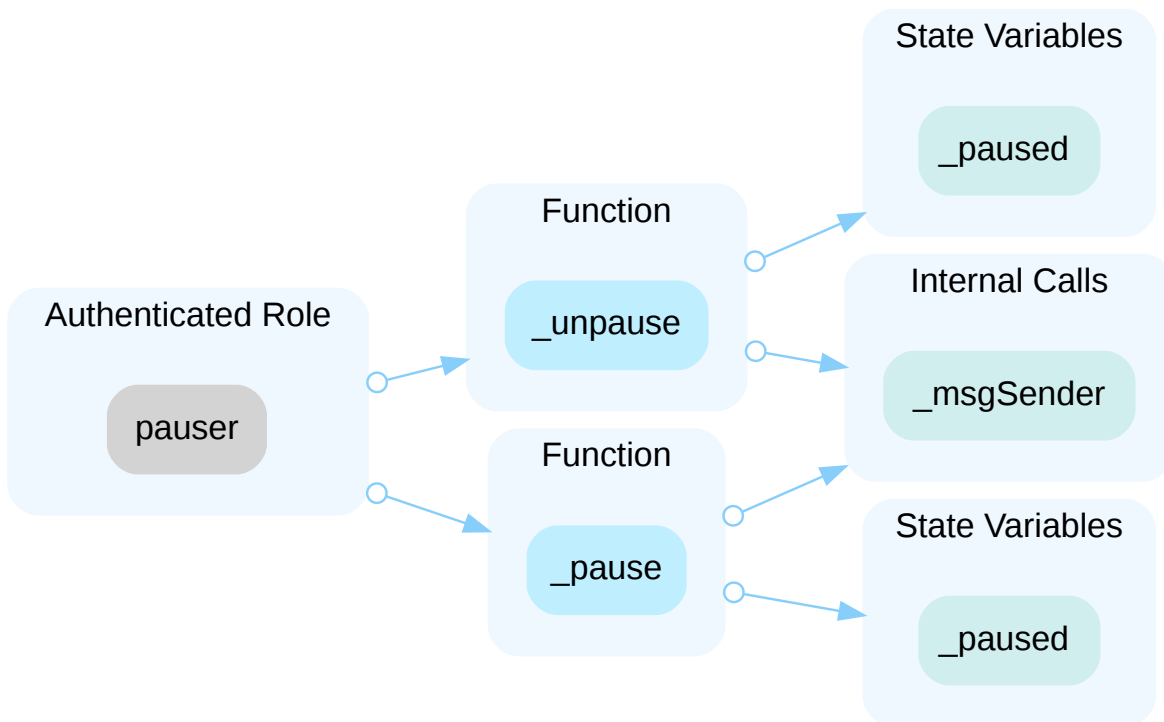 Authenticated Role
pauser
Function
_unpause
Function
_pause
State Variables
_paused
Internal Calls
_msgSender
State Variables
_paused